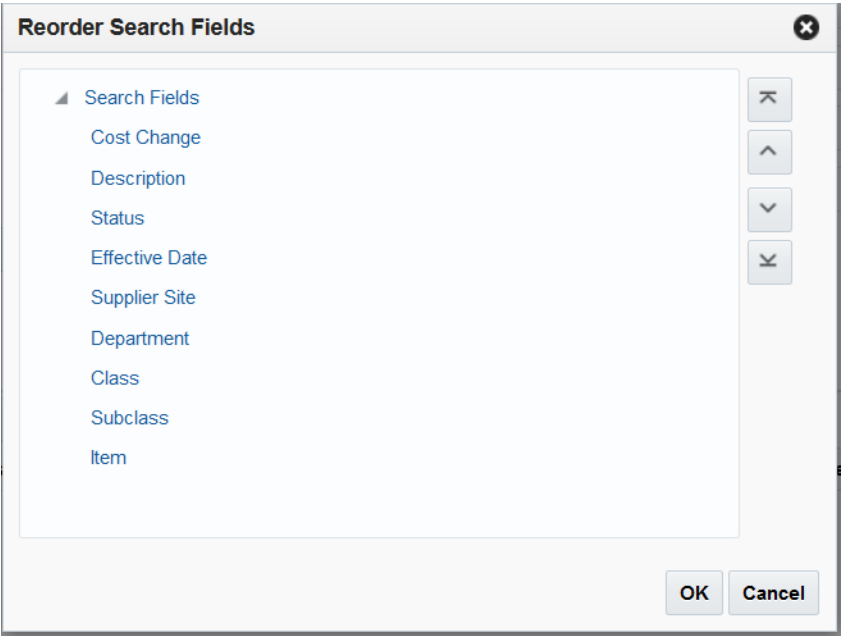 Reorder Search Fields
Search Fields
Cost Change
Description
Status
Effective Date
Supplier Site
Department
Class
Subclass
Item
OK Cancel